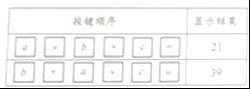 按键顺序 显示结果
a + b × c = 21
b + a × c = 39